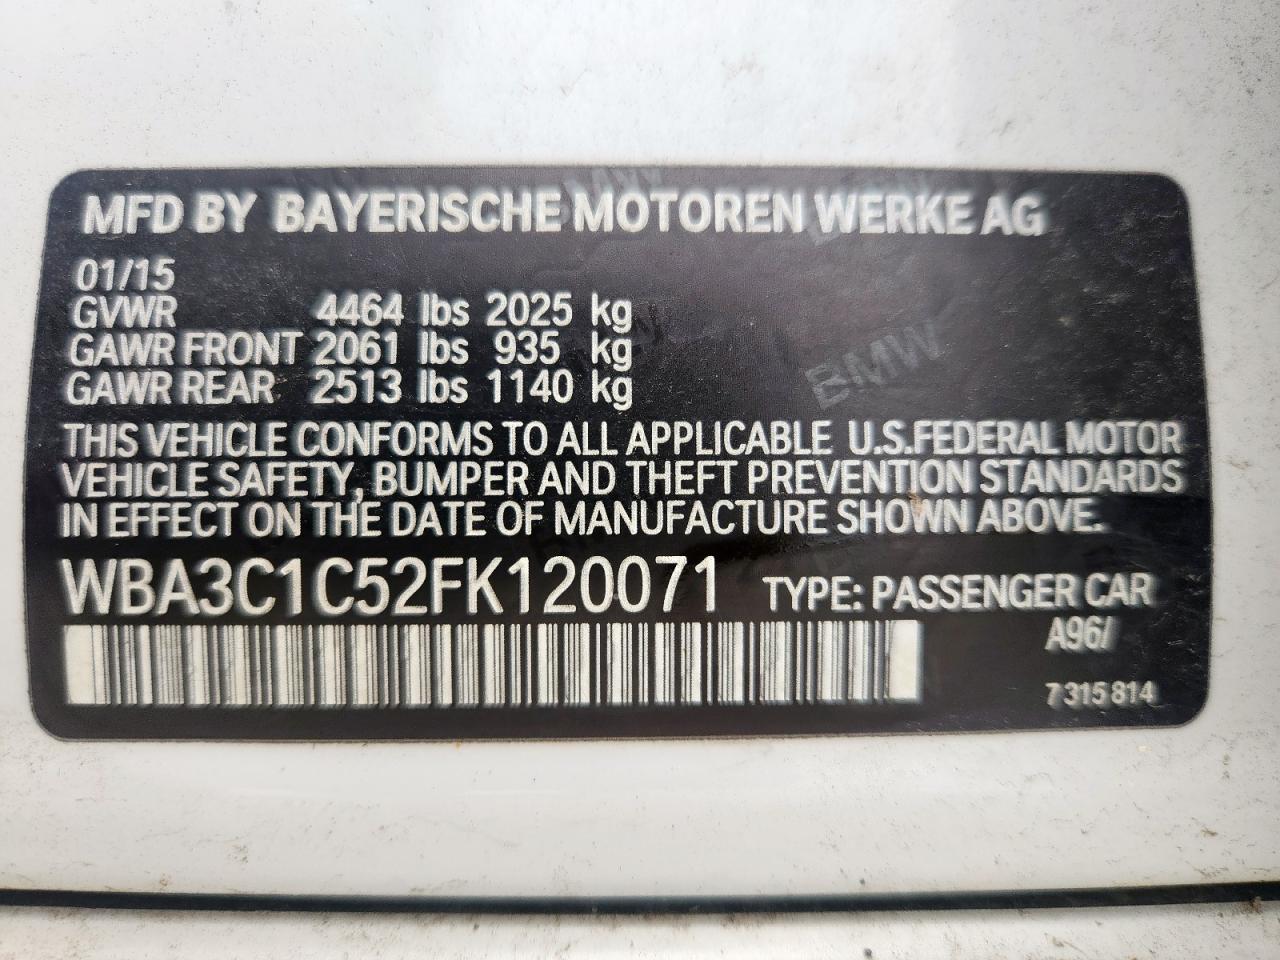 MFD BY BAYERISCHE MOTOREN WERKE AG
01/15
GVWR 4464 lbs 2025 kg
GAWR FRONT 2061 lbs 935 kg
GAWR REAR 2513 lbs 1140 kg
THIS VEHICLE CONFORMS TO ALL APPLICABLE U.S.FEDERAL MOTOR
VEHICLE SAFETY, BUMPER AND THEFT PREVENTION STANDARDS
IN EFFECT ON THE DATE OF MANUFACTURE SHOWN ABOVE.
WBA3C1C52FK120071 TYPE: PASSENGER CAR
A96/
7 315 814
BMW